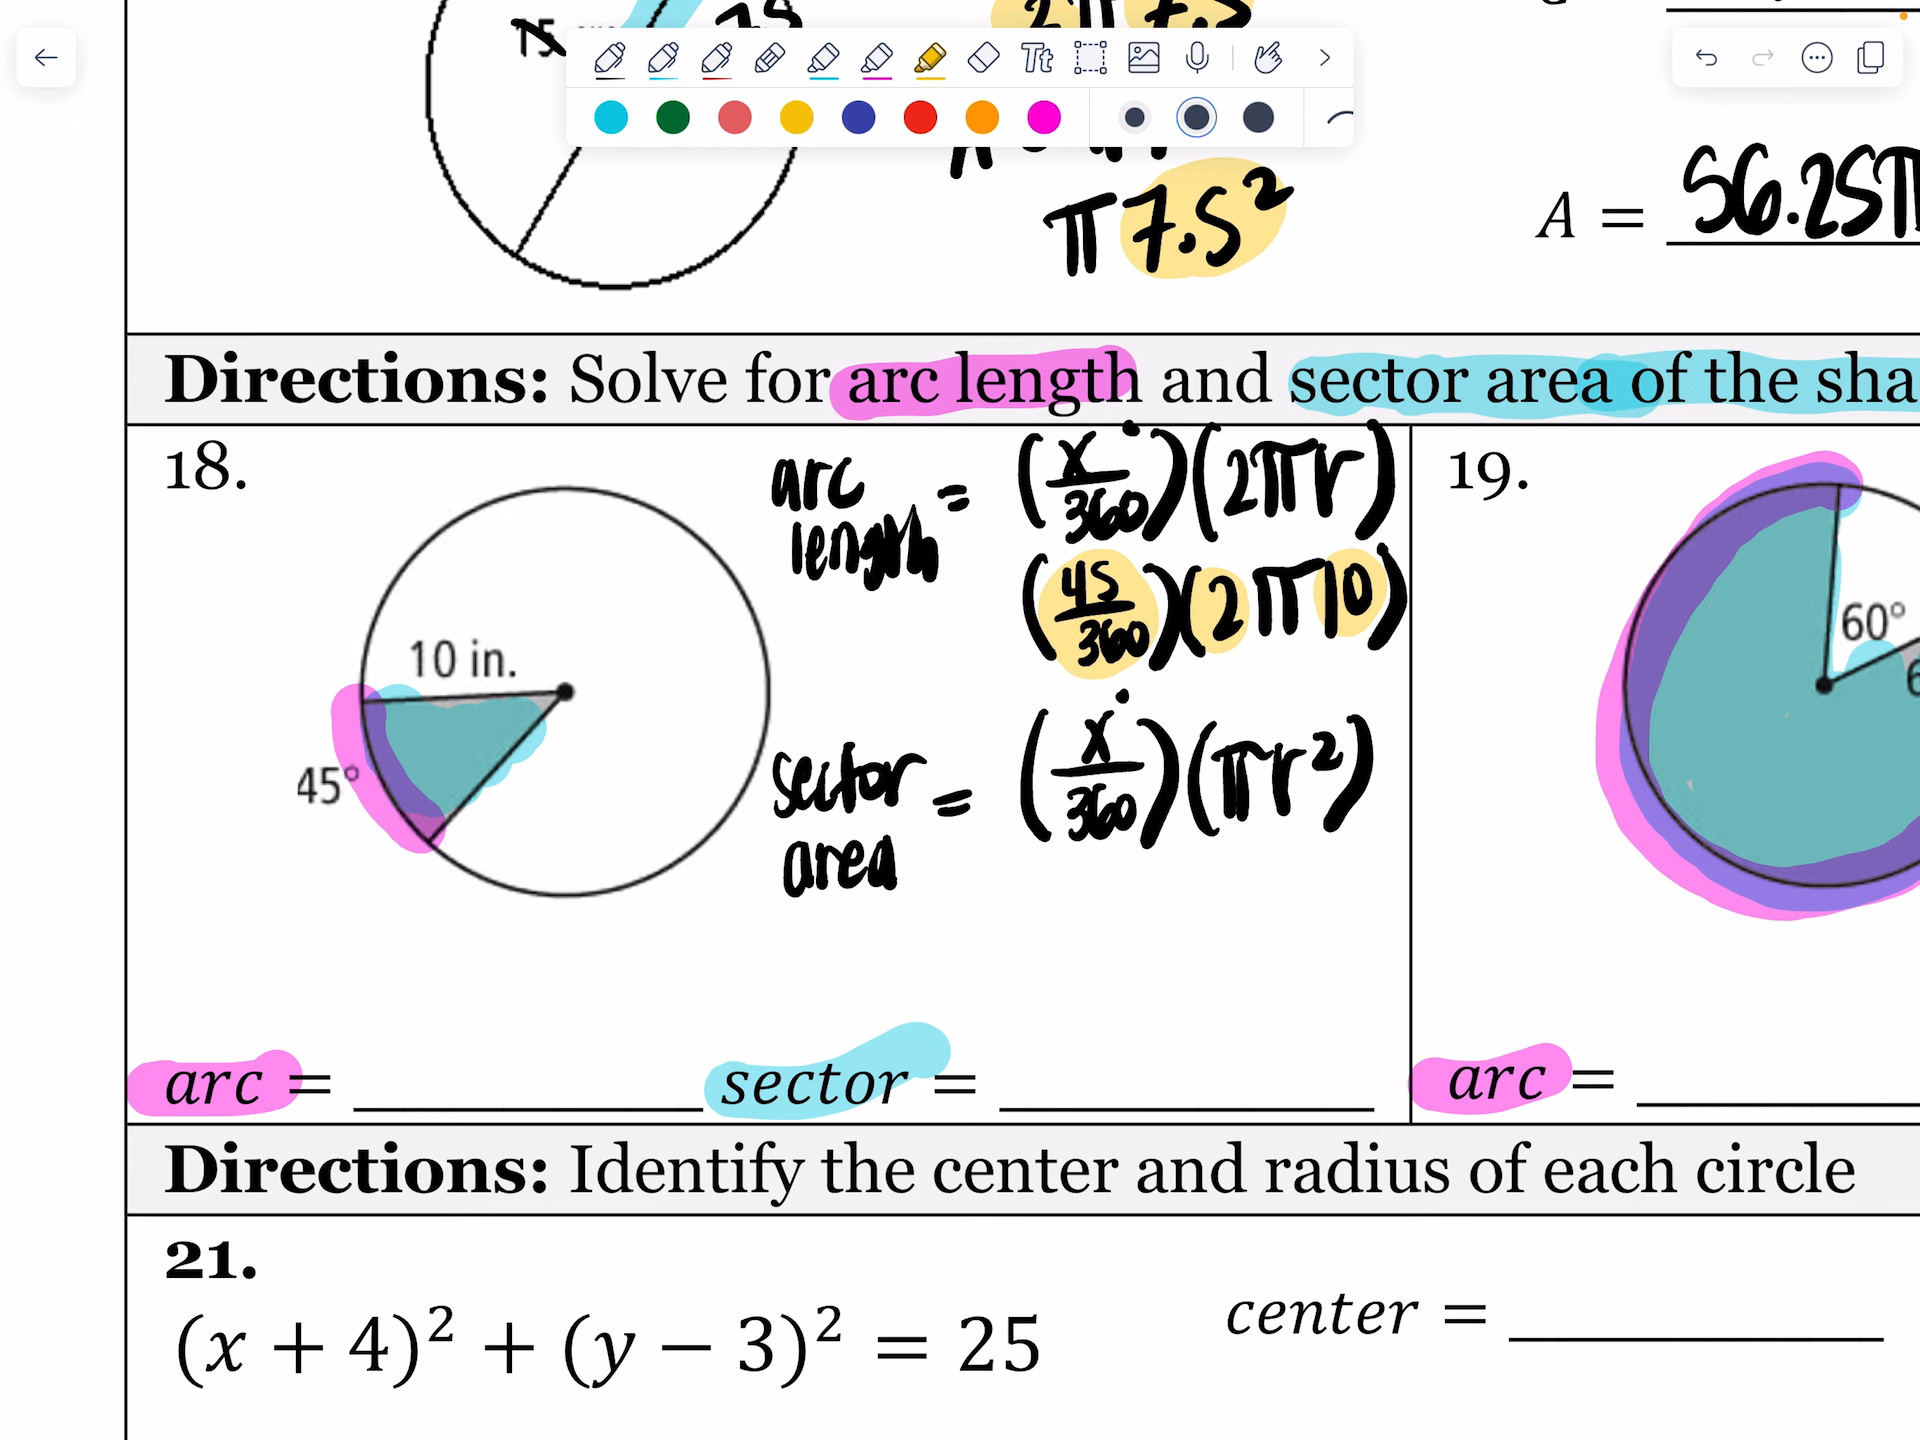 π7.5²
A = 56.25π
Directions: Solve for arc length and sector area of the sha
18.
arc length = (x°/360)(2πr)
(45/360)(2π10)
10 in.
45°
sector area = (x°/360)(πr²)
arc = sector =
19.
60°
6
arc =
Directions: Identify the center and radius of each circle
21.
(x + 4)² + (y − 3)² = 25
center =